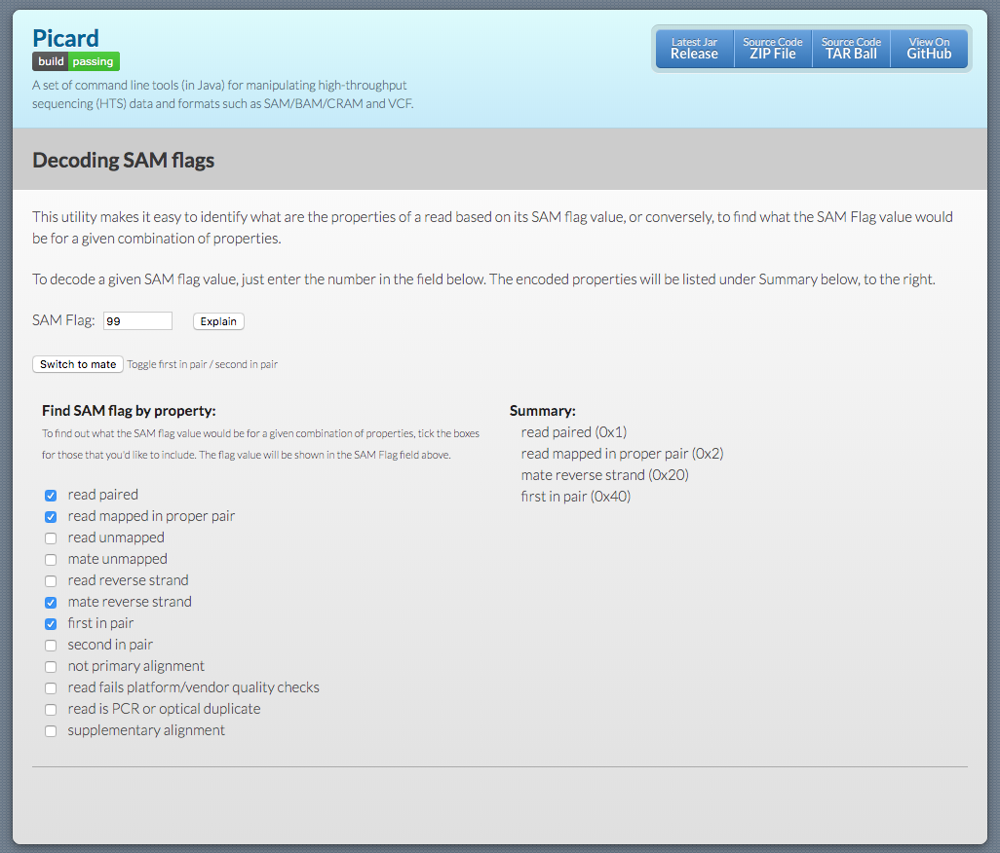 Picard
build passing
A set of command line tools (in Java) for manipulating high-throughput
sequencing (HTS) data and formats such as SAM/BAM/CRAM and VCF.
Latest Jar
Release
Source Code
ZIP File
Source Code
TAR Ball
View On
GitHub
Decoding SAM flags
This utility makes it easy to identify what are the properties of a read based on its SAM flag value, or conversely, to find what the SAM Flag value would
be for a given combination of properties.
To decode a given SAM flag value, just enter the number in the field below. The encoded properties will be listed under Summary below, to the right.
SAM Flag: 99 Explain
Switch to mate Toggle first in pair / second in pair
Find SAM flag by property:
To find out what the SAM flag value would be for a given combination of properties, tick the boxes
for those that you'd like to include. The flag value will be shown in the SAM Flag field above.
read paired
read mapped in proper pair
read unmapped
mate unmapped
read reverse strand
mate reverse strand
first in pair
second in pair
not primary alignment
read fails platform/vendor quality checks
read is PCR or optical duplicate
supplementary alignment
Summary:
read paired (0x1)
read mapped in proper pair (0x2)
mate reverse strand (0x20)
first in pair (0x40)